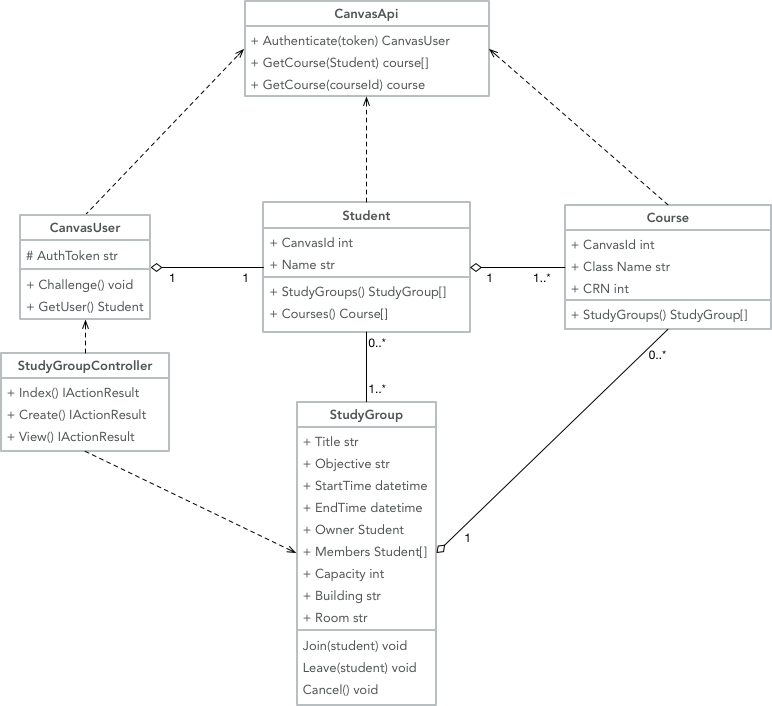 CanvasApi
+ Authenticate(token) CanvasUser
+ GetCourse(Student) course[]
+ GetCourse(courseId) course
CanvasUser
# AuthToken str
+ Challenge() void
+ GetUser() Student
1
1
Student
+ CanvasId int
+ Name str
+ StudyGroups() StudyGroup[]
+ Courses() Course[]
1
1..*
Course
+ CanvasId int
+ Class Name str
+ CRN int
+ StudyGroups() StudyGroup[]
0..*
0..*
1..*
StudyGroupController
+ Index() IActionResult
+ Create() IActionResult
+ View() IActionResult
StudyGroup
+ Title str
+ Objective str
+ StartTime datetime
+ EndTime datetime
+ Owner Student
+ Members Student[]
+ Capacity int
+ Building str
+ Room str
Join(student) void
Leave(student) void
Cancel() void
1